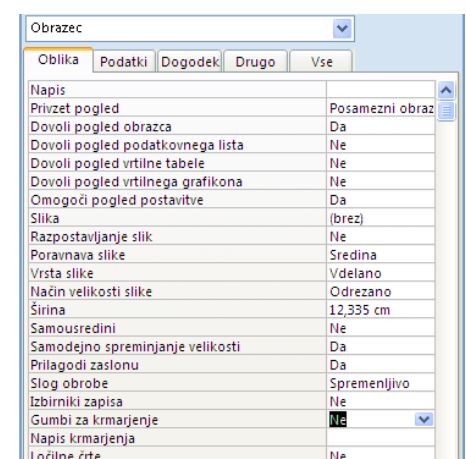 Obrazec
Oblika Podatki Dogodek Drugo Vse
Napis
Privzet pogled Posamezni obraz
Dovoli pogled obrazca Da
Dovoli pogled podatkovnega lista Ne
Dovoli pogled vrtilne tabele Ne
Dovoli pogled vrtilnega grafikona Ne
Omogoči pogled postavitve Da
Slika (brez)
Razpostavljanje slik Ne
Poravnava slike Sredina
Vrsta slike Vdelano
Način velikosti slike Odrezano
Širina 12,335 cm
Samousredini Ne
Samodejno spreminjanje velikosti Da
Prilagodi zaslonu Da
Slog obrobe Spremenljivo
Izbirniki zapisa Ne
Gumbi za krmarjenje Ne
Napis krmarjenja
Ločilne črte Ne